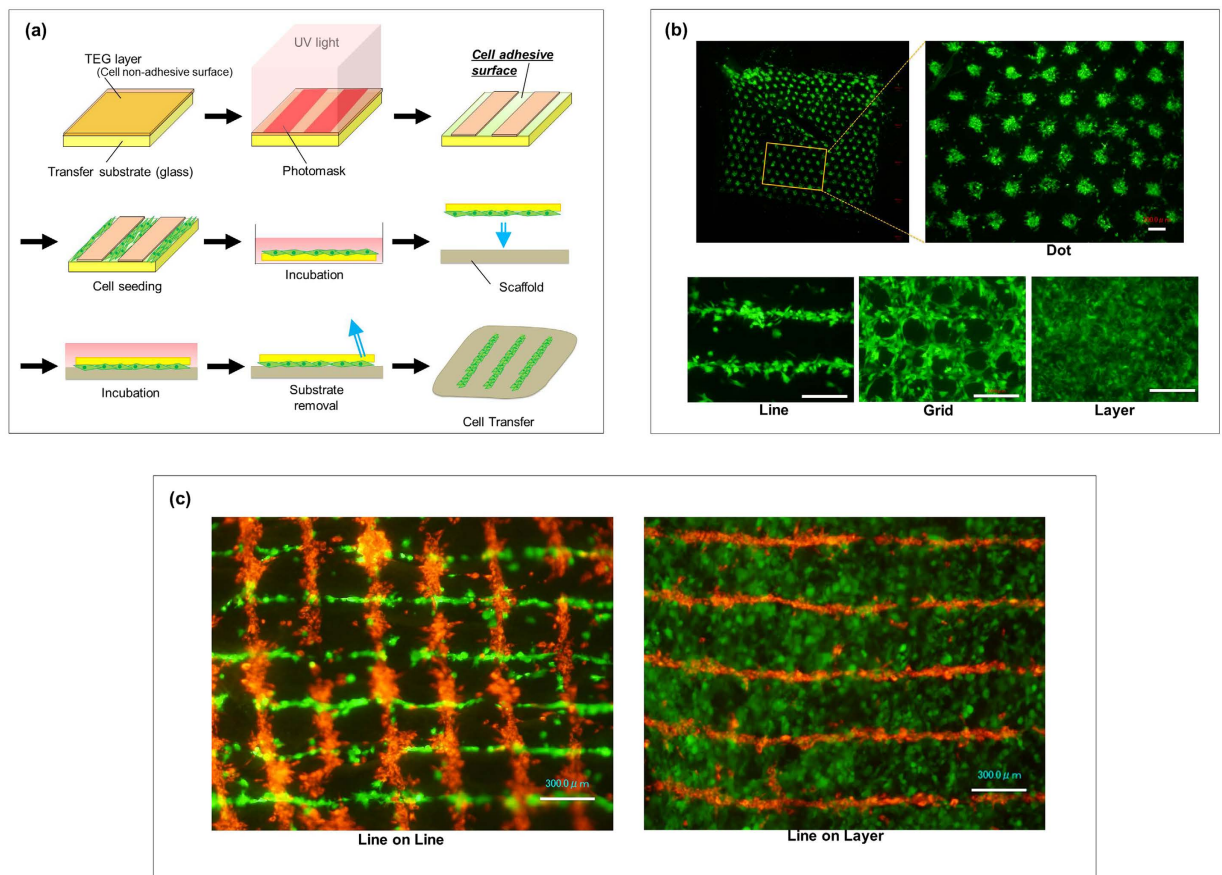 (a)
UV light
TEG layer
(Cell non-adhesive surface)
Cell adhesive
surface
Transfer substrate (glass)
Photomask
Cell seeding
Incubation
Scaffold
Incubation
Substrate
removal
Cell Transfer
(b)
Dot
Line
Grid
Layer
(c)
300.0 μm
300.0 μm
Line on Line
Line on Layer